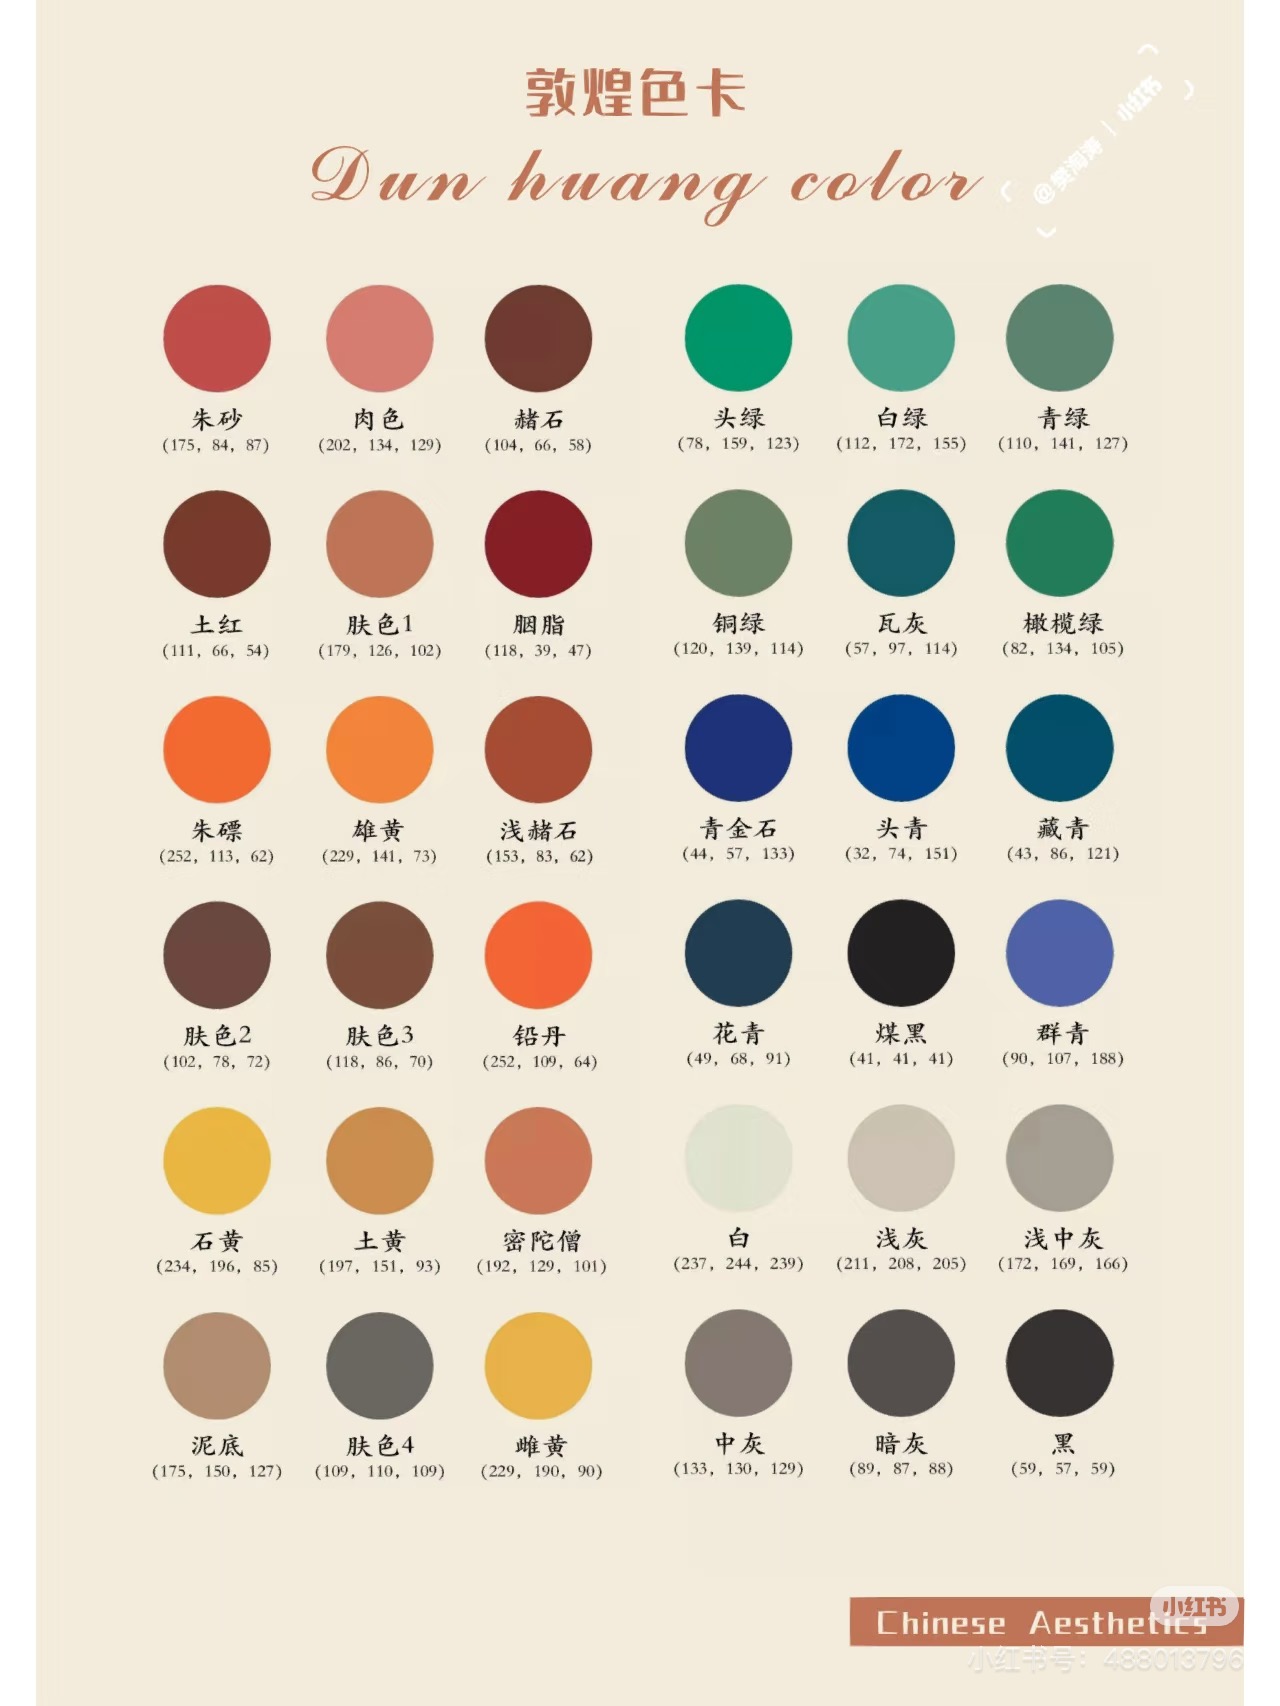 敦煌色卡
Dun huang color
@樊淘涛 | 小红书
朱砂 肉色 赭石 头绿 白绿 青绿
(175, 84, 87) (202, 134, 129) (104, 66, 58) (78, 159, 123) (112, 172, 155) (110, 141, 127)
土红 肤色1 胭脂 铜绿 瓦灰 橄榄绿
(111, 66, 54) (179, 126, 102) (118, 39, 47) (120, 139, 114) (57, 97, 114) (82, 134, 105)
朱磦 雄黄 浅赭石 青金石 头青 藏青
(252, 113, 62) (229, 141, 73) (153, 83, 62) (44, 57, 133) (32, 74, 151) (43, 86, 121)
肤色2 肤色3 铅丹 花青 煤黑 群青
(102, 78, 72) (118, 86, 70) (252, 109, 64) (49, 68, 91) (41, 41, 41) (90, 107, 188)
石黄 土黄 密陀僧 白 浅灰 浅中灰
(234, 196, 85) (197, 151, 93) (192, 129, 101) (237, 244, 239) (211, 208, 205) (172, 169, 166)
泥底 肤色4 雌黄 中灰 暗灰 黑
(175, 150, 127) (109, 110, 109) (229, 190, 90) (133, 130, 129) (89, 87, 88) (59, 57, 59)
小红书
Chinese Aesthetics
小红书号：488013796